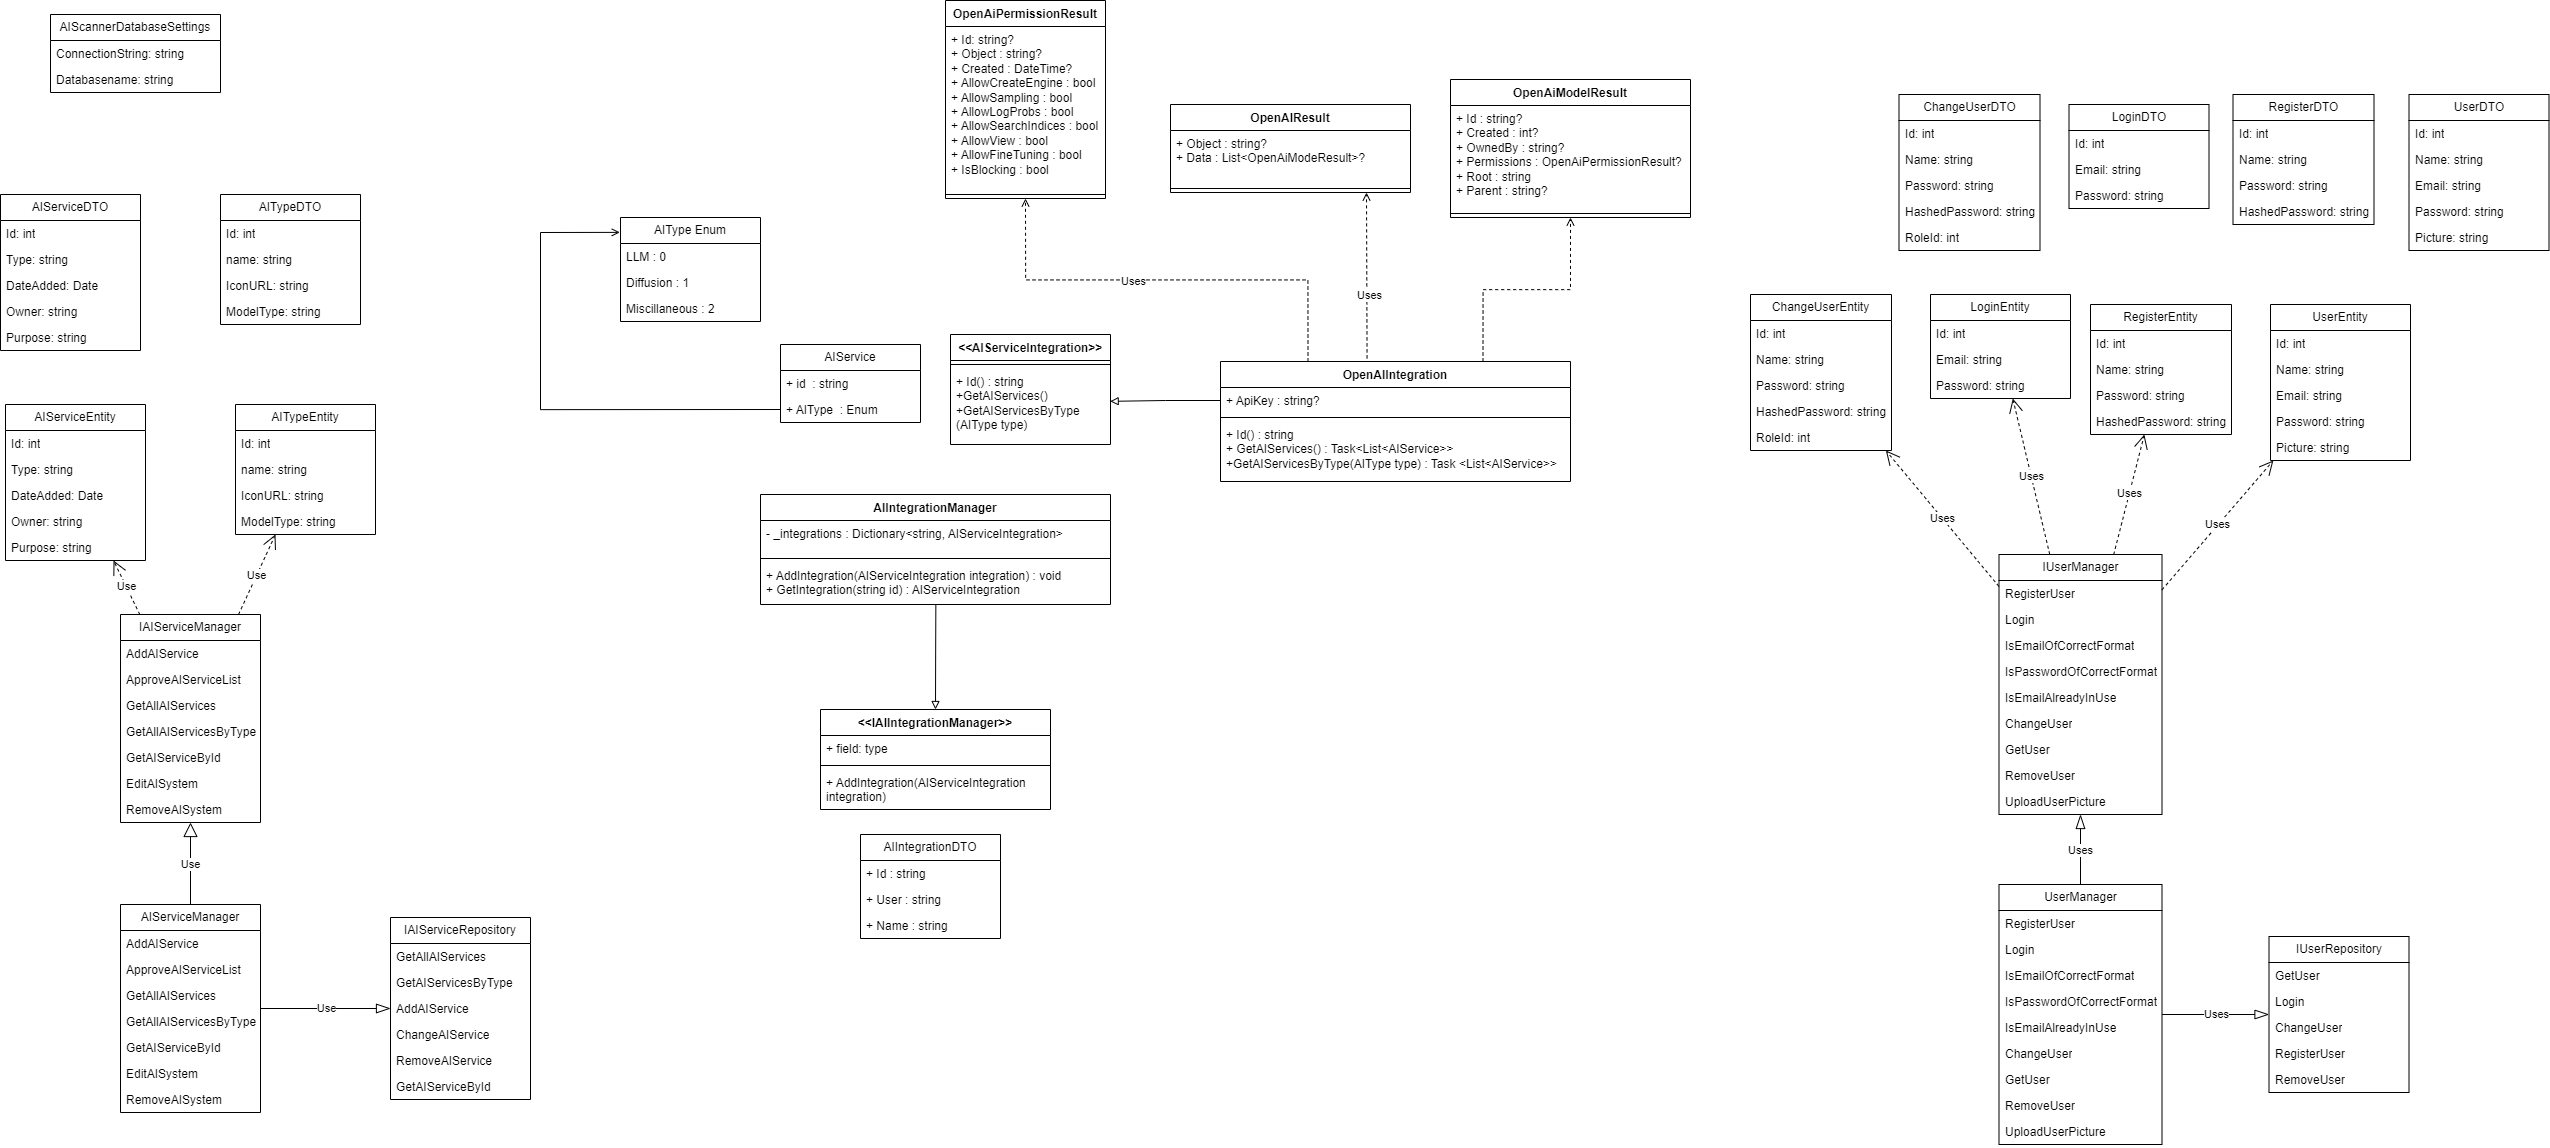 AIScannerDatabaseSettings
ConnectionString: string
Databasename: string
AIServiceDTO
Id: int
Type: string
DateAdded: Date
Owner: string
Purpose: string
AITypeDTO
Id: int
name: string
IconURL: string
ModelType: string
AIServiceEntity
Id: int
Type: string
DateAdded: Date
Owner: string
Purpose: string
AITypeEntity
Id: int
name: string
IconURL: string
ModelType: string
Use
Use
IAIServiceManager
AddAIService
ApproveAIServiceList
GetAllAIServices
GetAllAIServicesByType
GetAIServiceById
EditAISystem
RemoveAISystem
Use
AIServiceManager
AddAIService
ApproveAIServiceList
GetAllAIServices
GetAllAIServicesByType
GetAIServiceById
EditAISystem
RemoveAISystem
Use
IAIServiceRepository
GetAllAIServices
GetAIServicesByType
AddAIService
ChangeAIService
RemoveAIService
GetAIServiceById
OpenAiPermissionResult
+ Id: string?
+ Object : string?
+ Created : DateTime?
+ AllowCreateEngine : bool
+ AllowSampling : bool
+ AllowLogProbs : bool
+ AllowSearchIndices : bool
+ AllowView : bool
+ AllowFineTuning : bool
+ IsBlocking : bool
OpenAIResult
+ Object : string?
+ Data : List<OpenAiModeResult>?
OpenAiModelResult
+ Id : string?
+ Created : int?
+ OwnedBy : string?
+ Permissions : OpenAiPermissionResult?
+ Root : string
+ Parent : string?
Uses
Uses
AIType Enum
LLM : 0
Diffusion : 1
Miscillaneous : 2
AIService
+ id : string
+ AIType : Enum
<<AIServiceIntegration>>
+ Id() : string
+GetAIServices()
+GetAIServicesByType
(AIType type)
OpenAIIntegration
+ ApiKey : string?
+ Id() : string
+ GetAIServices() : Task<List<AIService>>
+GetAIServicesByType(AIType type) : Task <List<AIService>>
AIIntegrationManager
- _integrations : Dictionary<string, AIServiceIntegration>
+ AddIntegration(AIServiceIntegration integration) : void
+ GetIntegration(string id) : AIServiceIntegration
<<IAIIntegrationManager>>
+ field: type
+ AddIntegration(AIServiceIntegration
integration)
AIIntegrationDTO
+ Id : string
+ User : string
+ Name : string
ChangeUserDTO
Id: int
Name: string
Password: string
HashedPassword: string
RoleId: int
LoginDTO
Id: int
Email: string
Password: string
RegisterDTO
Id: int
Name: string
Password: string
HashedPassword: string
UserDTO
Id: int
Name: string
Email: string
Password: string
Picture: string
ChangeUserEntity
Id: int
Name: string
Password: string
HashedPassword: string
RoleId: int
LoginEntity
Id: int
Email: string
Password: string
RegisterEntity
Id: int
Name: string
Password: string
HashedPassword: string
UserEntity
Id: int
Name: string
Email: string
Password: string
Picture: string
Uses
Uses
Uses
Uses
IUserManager
RegisterUser
Login
IsEmailOfCorrectFormat
IsPasswordOfCorrectFormat
IsEmailAlreadyInUse
ChangeUser
GetUser
RemoveUser
UploadUserPicture
Uses
UserManager
RegisterUser
Login
IsEmailOfCorrectFormat
IsPasswordOfCorrectFormat
IsEmailAlreadyInUse
ChangeUser
GetUser
RemoveUser
UploadUserPicture
Uses
IUserRepository
GetUser
Login
ChangeUser
RegisterUser
RemoveUser